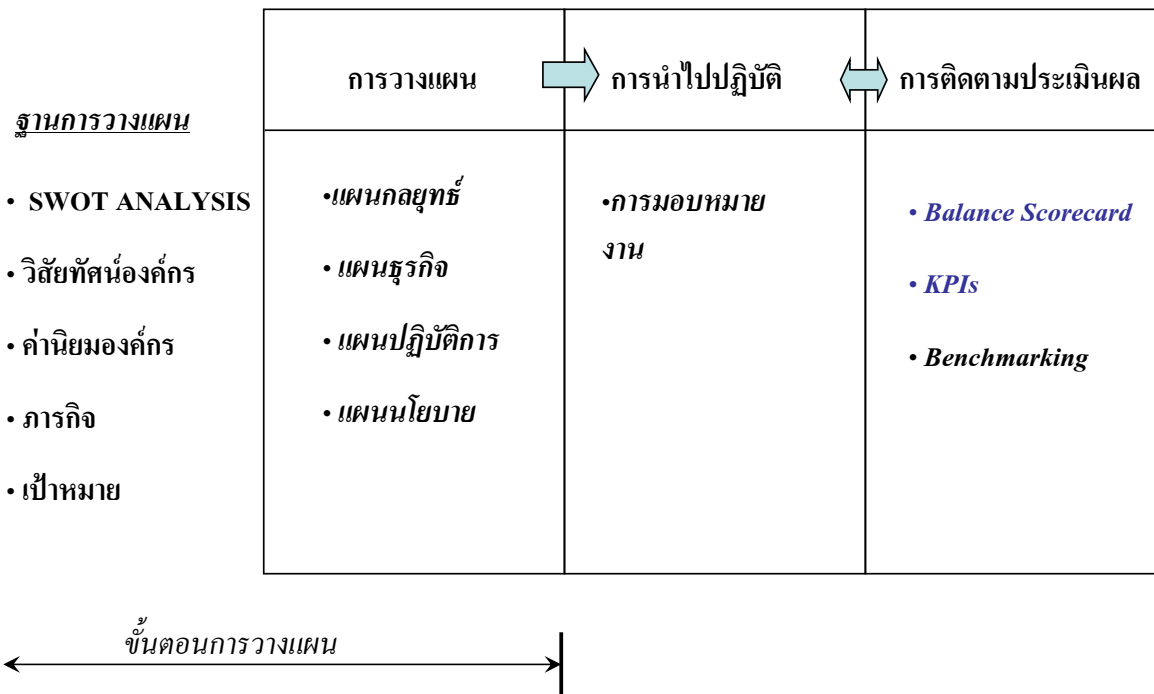 การวางแผน
การนำไปปฏิบัติ
การติดตามประเมินผล
ฐานการวางแผน
• SWOT ANALYSIS
• วิสัยทัศน์องค์กร
• ค่านิยมองค์กร
• ภารกิจ
• เป้าหมาย
•แผนกลยุทธ์
• แผนธุรกิจ
• แผนปฏิบัติการ
• แผนนโยบาย
•การมอบหมาย
งาน
• Balance Scorecard
• KPIs
• Benchmarking
ขั้นตอนการวางแผน